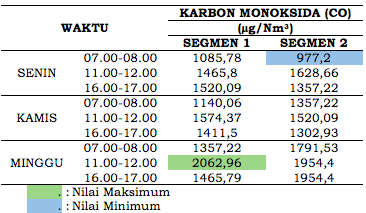 WAKTU KARBON MONOKSIDA (CO)
(µg/Nm³)
SEGMEN 1 SEGMEN 2
SENIN 07.00-08.00 1085,78 977,2
11.00-12.00 1465,8 1628,66
16.00-17.00 1520,09 1357,22
KAMIS 07.00-08.00 1140,06 1357,22
11.00-12.00 1574,37 1520,09
16.00-17.00 1411,5 1302,93
MINGGU 07.00-08.00 1357,22 1791,53
11.00-12.00 2062,96 1954,4
16.00-17.00 1465,79 1954,4
. : Nilai Maksimum
. : Nilai Minimum